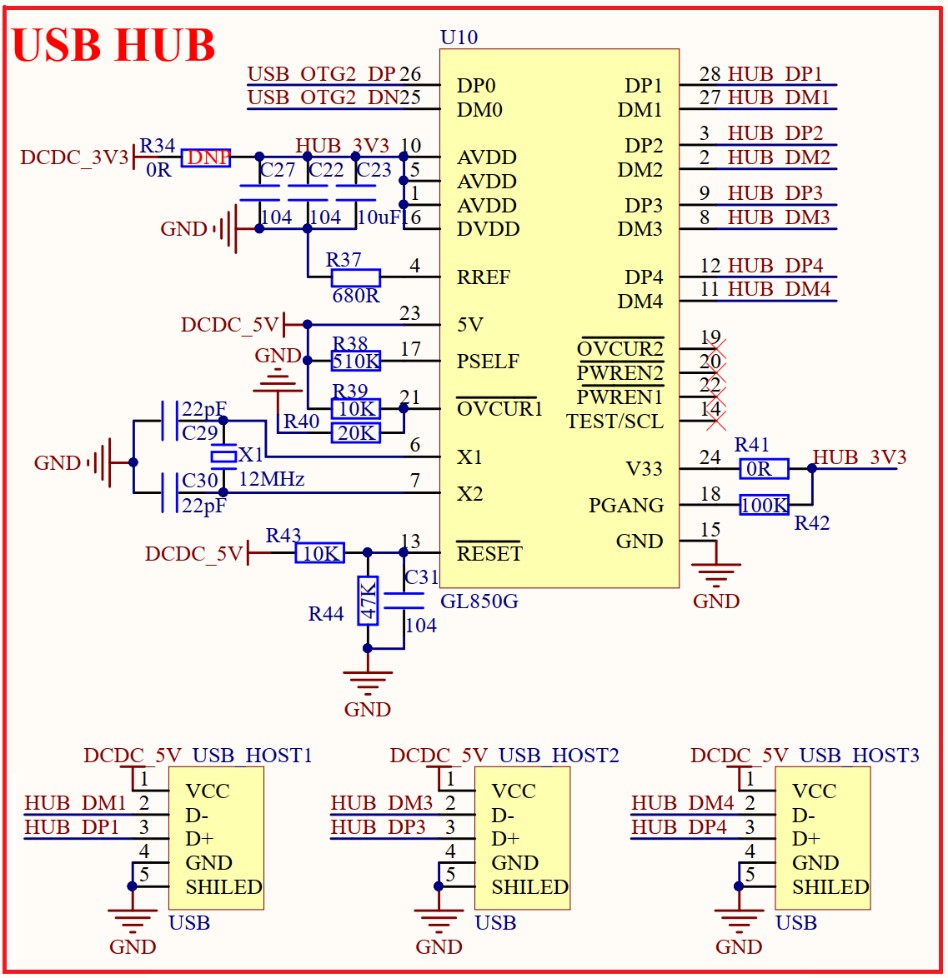 USB HUB
U10
USB_OTG2_DP 26 DP0 DP1 28 HUB_DP1
USB_OTG2_DN 25 DM0 DM1 27 HUB_DM1
DP2 3 HUB_DP2
DM2 2 HUB_DM2
DP3 9 HUB_DP3
DM3 8 HUB_DM3
DP4 12 HUB_DP4
DM4 11 HUB_DM4
R34 HUB_3V3 10
DCDC_3V3 0R DNP AVDD
C27 C22 C23 5
AVDD
1
104 104 10uF AVDD
16
GND DVDD
R37 4
680R RREF
23
DCDC_5V 5V
GND R38 17
510K PSELF
R39 21
10K OVCUR1
R40 20K
19
OVCUR2
20
PWREN2
22
PWREN1
14
TEST/SCL
22pF
C29 6
X1 X1
GND 12MHz
C30 7
22pF X2
24 R41 HUB_3V3
V33 0R
18
PGANG 100K
R42
15
GND
GND
R43 13
DCDC_5V 10K RESET
C31
R44 47K 104
GND
GL850G
DCDC_5V USB_HOST1
1 VCC
HUB_DM1 2 D-
HUB_DP1 3 D+
4 GND
5 SHILED
USB
GND
DCDC_5V USB_HOST2
1 VCC
HUB_DM3 2 D-
HUB_DP3 3 D+
4 GND
5 SHILED
USB
GND
DCDC_5V USB_HOST3
1 VCC
HUB_DM4 2 D-
HUB_DP4 3 D+
4 GND
5 SHILED
USB
GND